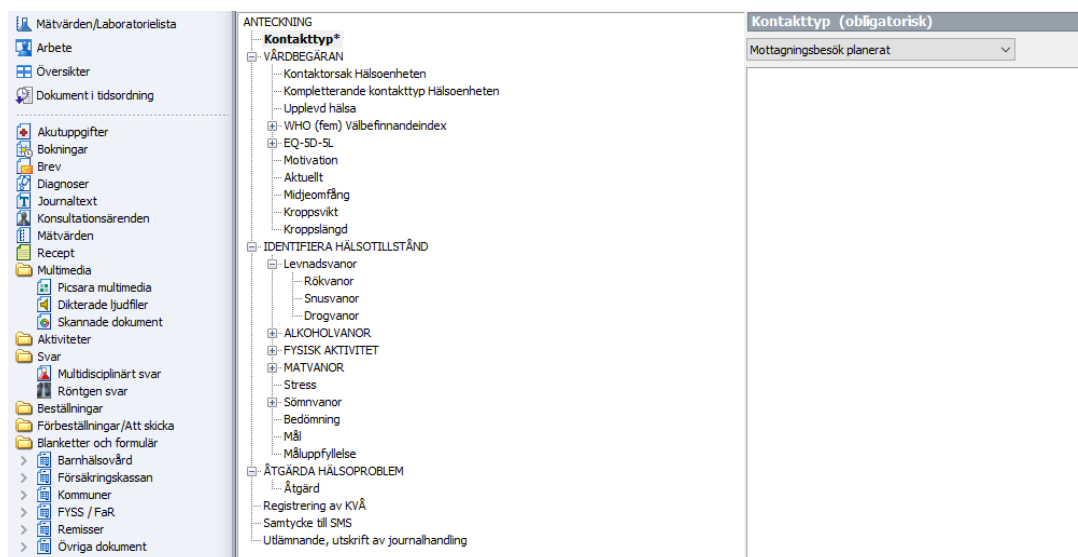 Mätvärden/Laboratorielista
Arbete
Översikter
Dokument i tidsordning
Akutuppgifter
Bokningar
Brev
Diagnoser
Journaltext
Konsultationsärenden
Mätvärden
Recept
Multimedia
Picsara multimedia
Dikterade ljudfiler
Skannade dokument
Aktiviteter
Svar
Multidisciplinärt svar
Röntgen svar
Beställningar
Förbeställningar/Att skicka
Blanketter och formulär
Barnhälsovård
Försäkringskassan
Kommuner
FYSS / FaR
Remisser
Övriga dokument
ANTECKNING
Kontakttyp*
VÅRDBEGÄRAN
Kontaktorsak Hälsoenheten
Kompletterande kontakttyp Hälsoenheten
Upplevd hälsa
WHO (fem) Välbefinnandeindex
EQ-5D-5L
Motivation
Aktuellt
Midjeomfång
Kroppsvikt
Kroppslängd
IDENTIFIERA HÄLSOTILLSTÅND
Levnadsvanor
Rökvanor
Snusvanor
Drogvanor
ALKOHOLVANOR
FYSISK AKTIVITET
MATVANOR
Stress
Sömnvanor
Bedömning
Mål
Måluppfyllelse
ÅTGÄRDA HÄLSOPROBLEM
Åtgärd
Registrering av KVÅ
Samtycke till SMS
Utlämnande, utskrift av journalhandling
Kontakttyp (obligatorisk)
Mottagningsbesök planerat